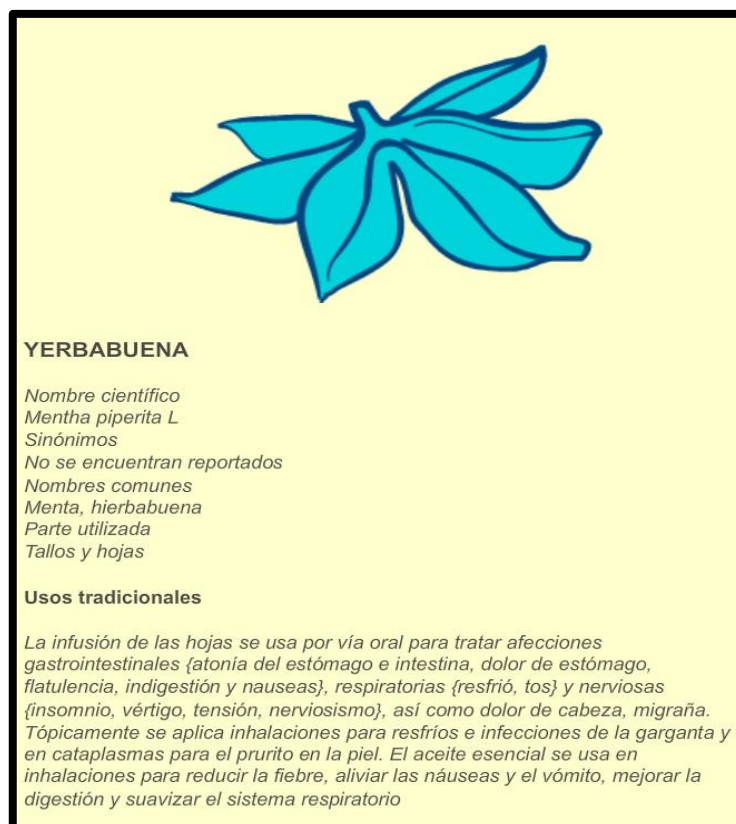 YERBABUENA
Nombre científico
Mentha piperita L
Sinónimos
No se encuentran reportados
Nombres comunes
Menta, hierbabuena
Parte utilizada
Tallos y hojas
Usos tradicionales
La infusión de las hojas se usa por vía oral para tratar afecciones
gastrointestinales {atonía del estómago e intestina, dolor de estómago,
flatulencia, indigestión y nauseas}, respiratorias {resfrió, tos} y nerviosas
{insomnio, vértigo, tensión, nerviosismo}, así como dolor de cabeza, migraña.
Tópicamente se aplica inhalaciones para resfríos e infecciones de la garganta y
en cataplasmas para el prurito en la piel. El aceite esencial se usa en
inhalaciones para reducir la fiebre, aliviar las náuseas y el vómito, mejorar la
digestión y suavizar el sistema respiratorio